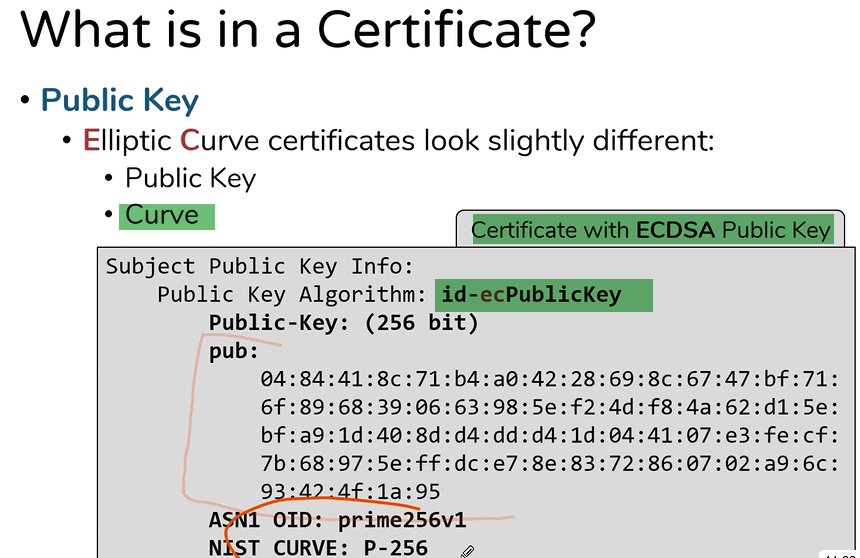 What is in a Certificate?
• Public Key
• Elliptic Curve certificates look slightly different:
• Public Key
• Curve
Certificate with ECDSA Public Key
Subject Public Key Info:
Public Key Algorithm: id-ecPublicKey
Public-Key: (256 bit)
pub:
04:84:41:8c:71:b4:a0:42:28:69:8c:67:47:bf:71:
6f:89:68:39:06:63:98:5e:f2:4d:f8:4a:62:d1:5e:
bf:a9:1d:40:8d:d4:dd:d4:1d:04:41:07:e3:fe:cf:
7b:68:97:5e:ff:dc:e7:8e:83:72:86:07:02:a9:6c:
93:42:4f:1a:95
ASN1 OID: prime256v1
NIST CURVE: P-256